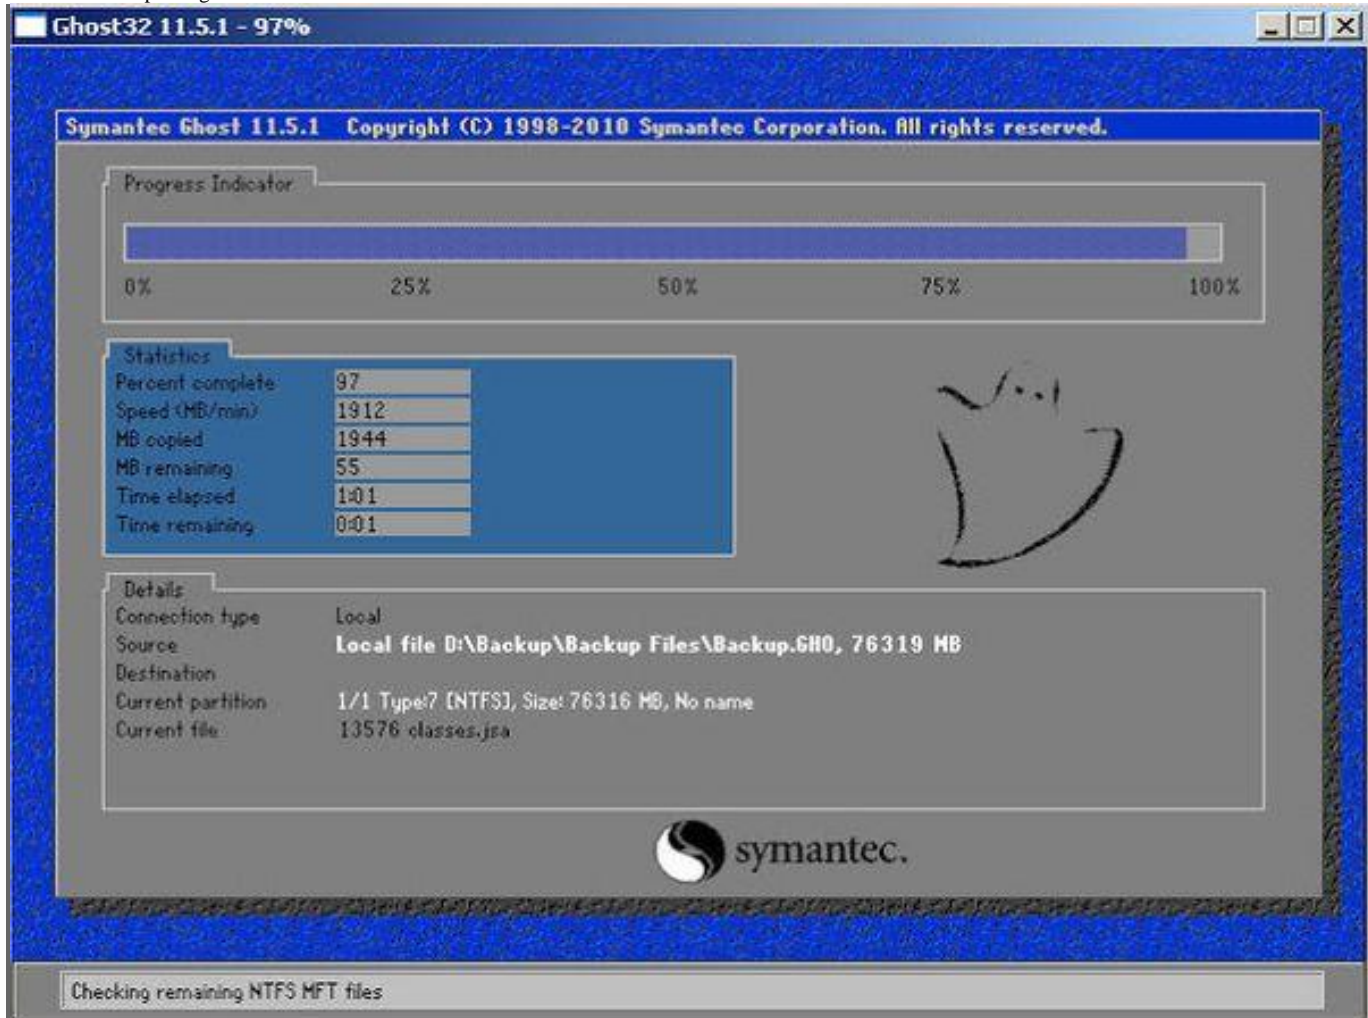 Ghost32 11.5.1 - 97%
Symantec Ghost 11.5.1 Copyright (C) 1998-2010 Symantec Corporation. All rights reserved.
Progress Indicator
0% 25% 50% 75% 100%
Statistics
Percent complete 97
Speed (MB/min) 1912
MB copied 1944
MB remaining 55
Time elapsed 1:01
Time remaining 0:01
Details
Connection type Local
Source Local file D:\Backup\Backup Files\Backup.GHO, 76319 MB
Destination
Current partition 1/1 Type:7 [NTFS], Size: 76316 MB, No name
Current file 13576 classes.jsa
symantec.
Checking remaining NTFS MFT files